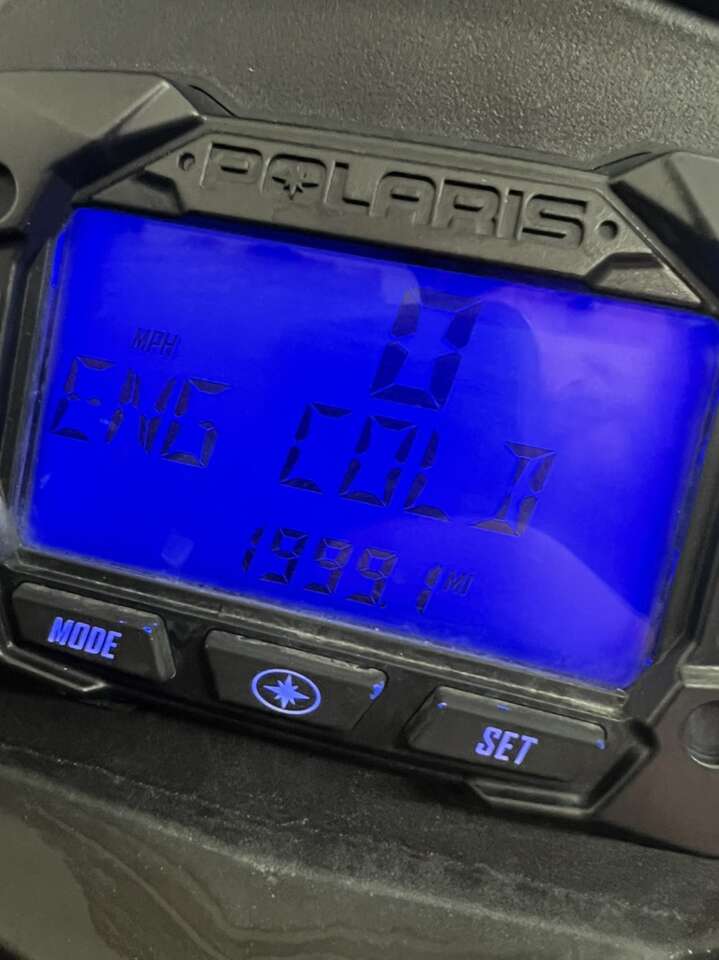 POLARIS
0
MPH
ENG COLD
1999.1 MI
MODE
SET